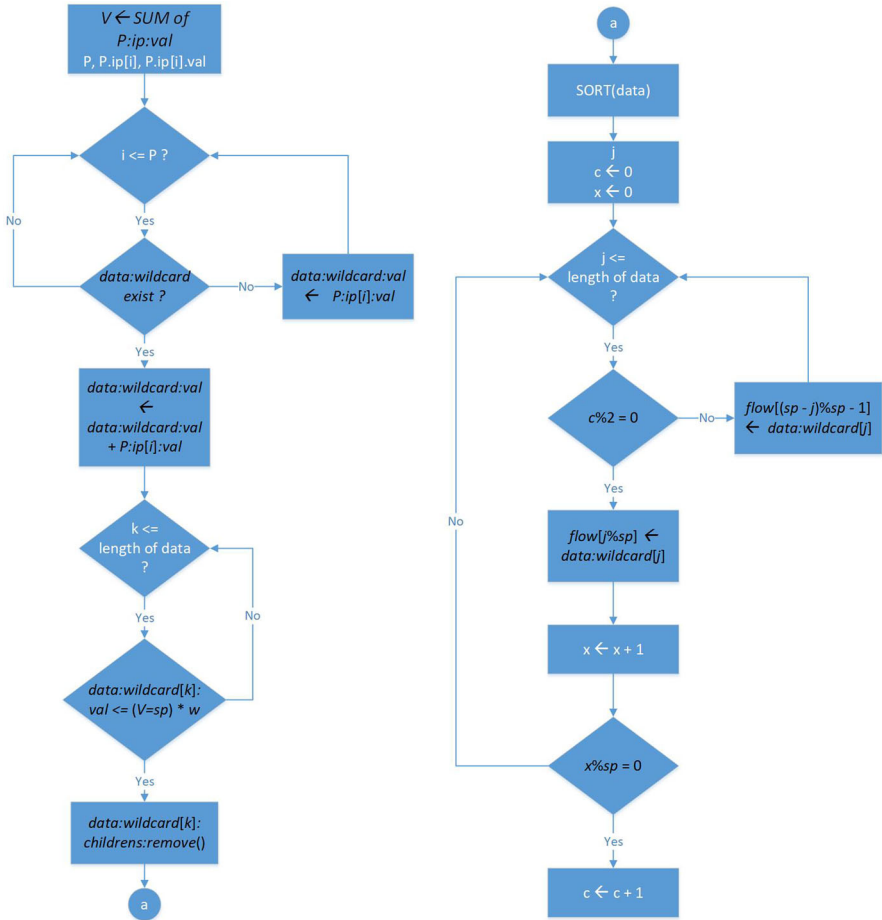 V ← SUM of
P:ip:val
P, P.ip[i], P.ip[i].val
i <= P ?
No
Yes
data:wildcard
exist ?
No
data:wildcard:val
← P:ip[i]:val
Yes
data:wildcard:val
←
data:wildcard:val
+ P:ip[i]:val
k <=
length of data
?
Yes
No
data:wildcard[k]:
val <= (V=sp) * w
Yes
data:wildcard[k]:
childrens:remove()
a
a
SORT(data)
j
c ← 0
x ← 0
j <=
length of data
?
Yes
c%2 = 0
No
flow[(sp - j)%sp - 1]
← data:wildcard[j]
Yes
No
flow[j%sp] ←
data:wildcard[j]
x ← x + 1
x%sp = 0
Yes
c ← c + 1